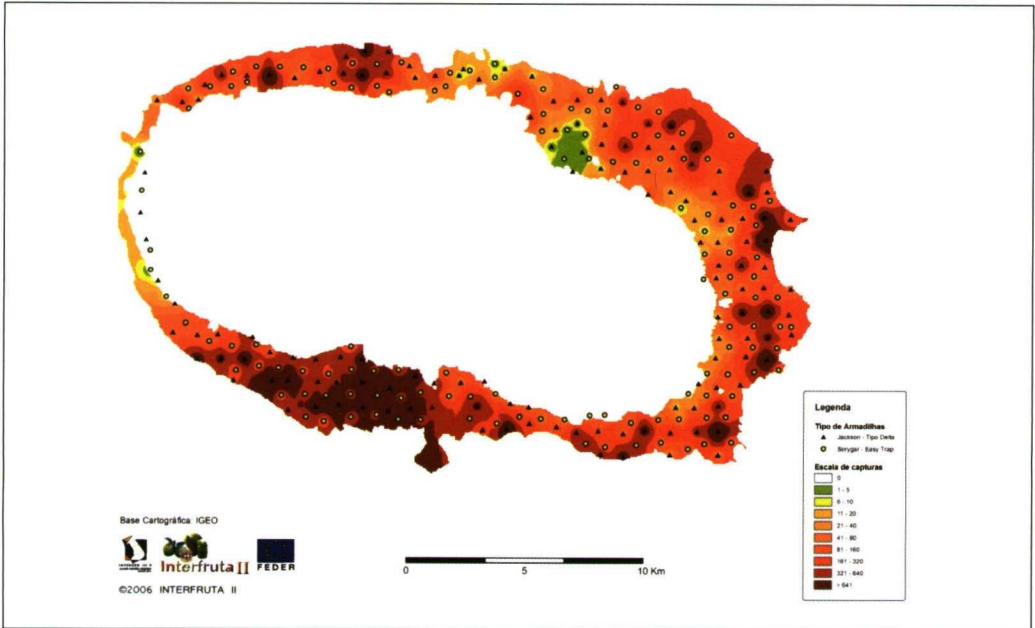 Legenda
Tipo de Armadilhas
Jackson - Tipo Delta
Easy Trap
Escala de capturas
0
1 - 5
6 - 10
11 - 20
21 - 40
41 - 80
81 - 160
161 - 320
321 - 640
> 641
Base Cartográfica: IGEO
Interfruta II
FEDER
©2006 INTERFRUTA II
0
5
10 Km